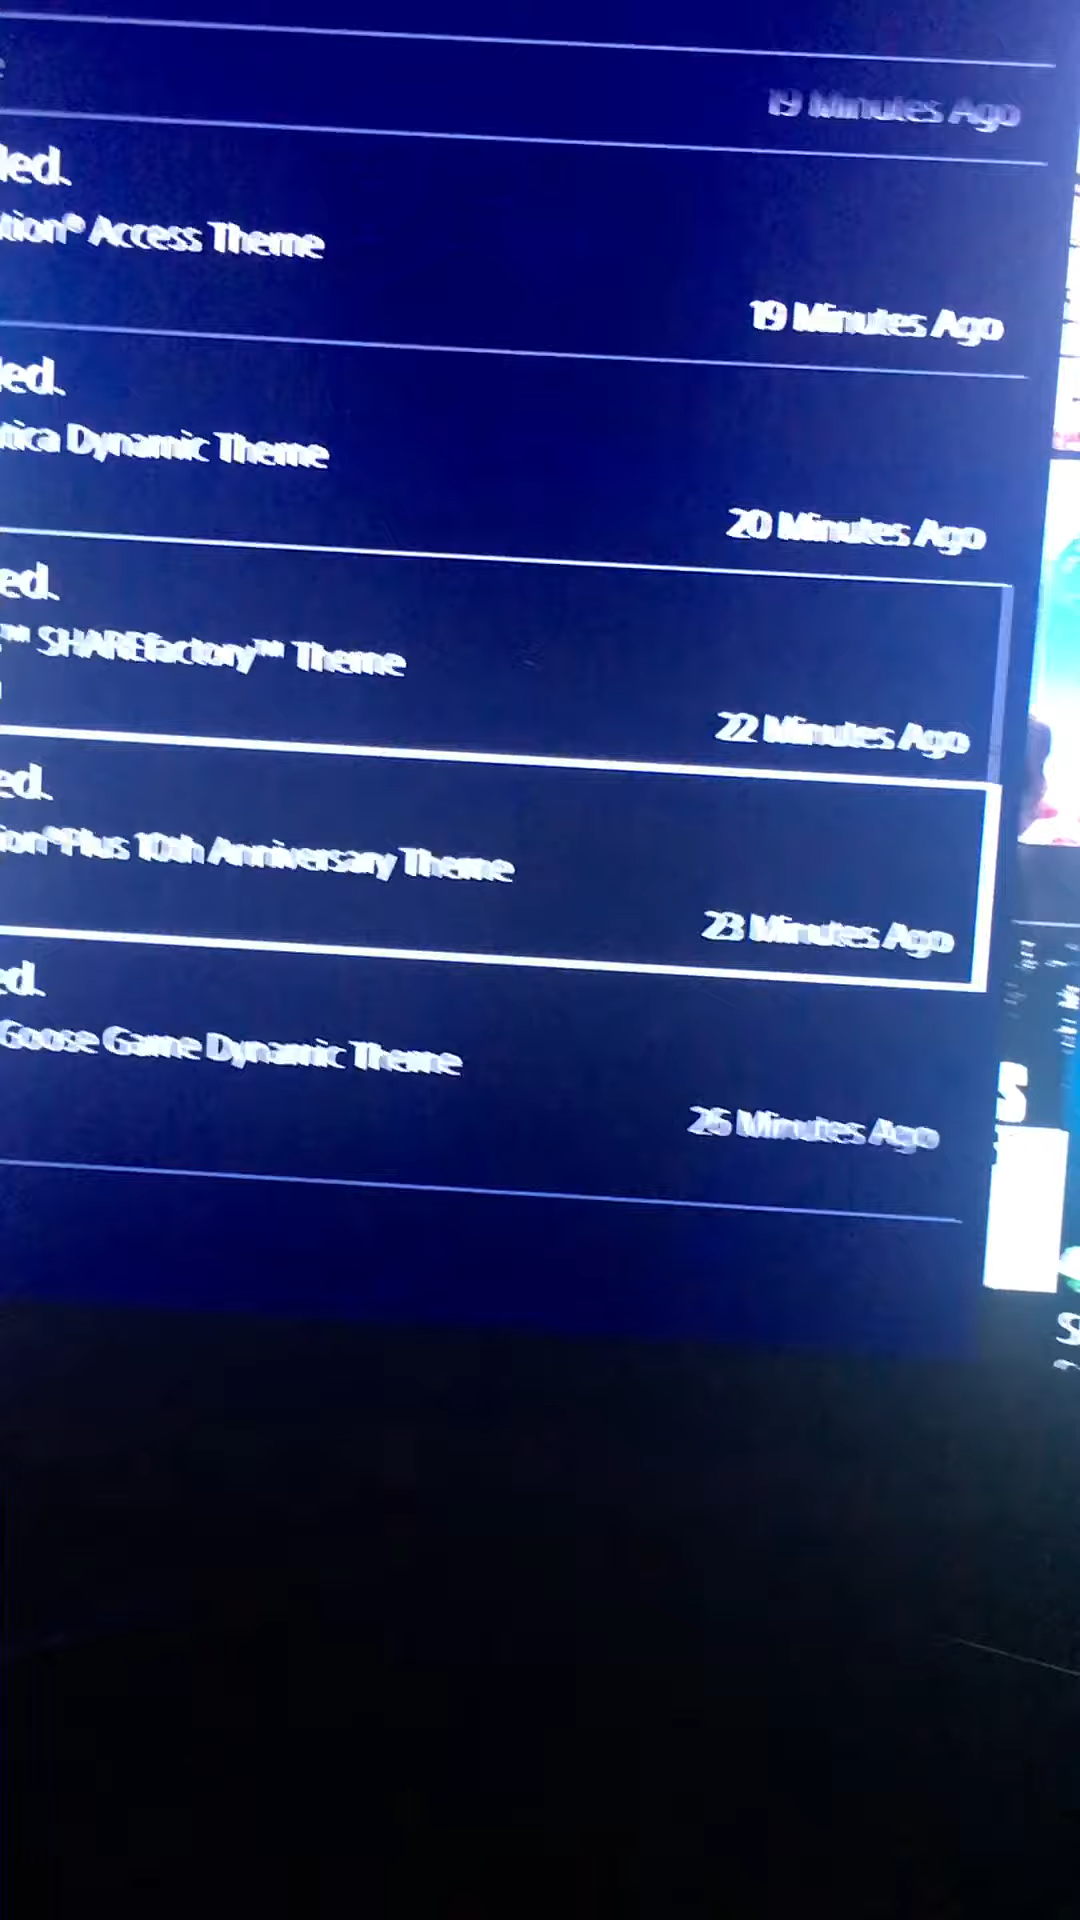 19 Minutes Ago
led.
tion® Access Theme
19 Minutes Ago
led.
tica Dynamic Theme
20 Minutes Ago
ed.
™ SHAREfactory™ Theme
22 Minutes Ago
ed.
ion®Plus 10th Anniversary Theme
23 Minutes Ago
ed.
Goose Game Dynamic Theme
26 Minutes Ago
S